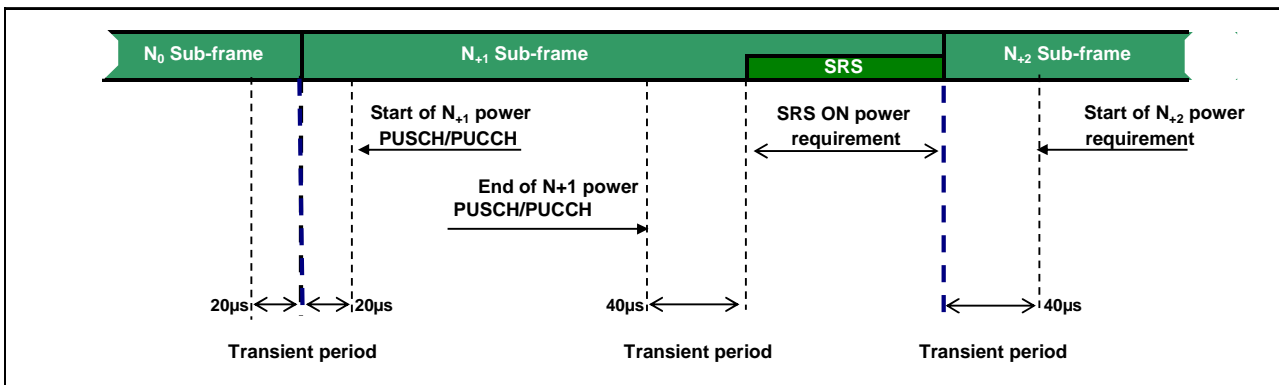 N₀ Sub-frame
N₊₁ Sub-frame
SRS
N₊₂ Sub-frame
Start of N₊₁ power
PUSCH/PUCCH
SRS ON power
requirement
Start of N₊₂ power
requirement
End of N+1 power
PUSCH/PUCCH
20µs
20µs
40µs
40µs
Transient period
Transient period
Transient period